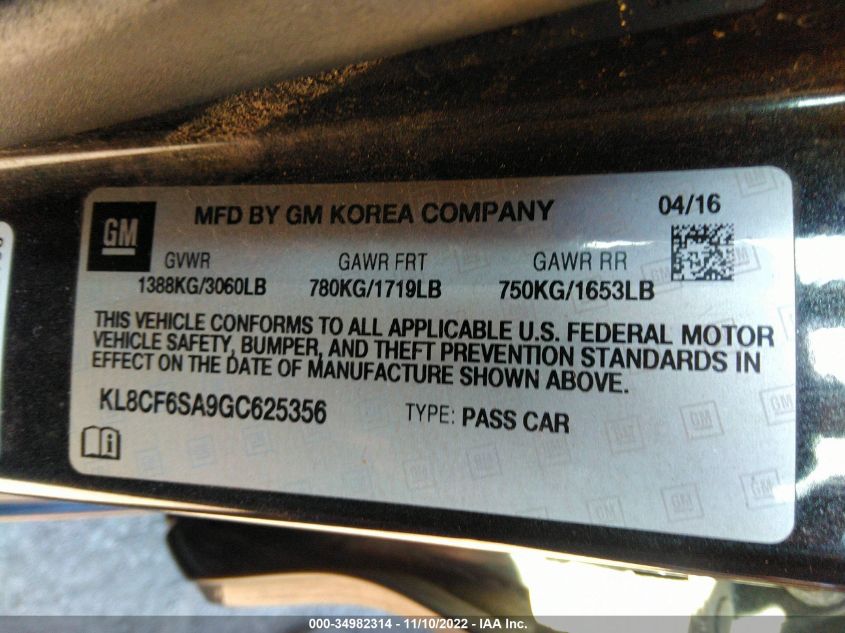 GM
MFD BY GM KOREA COMPANY
04/16
GVWR GAWR FRT GAWR RR
1388KG/3060LB 780KG/1719LB 750KG/1653LB
THIS VEHICLE CONFORMS TO ALL APPLICABLE U.S. FEDERAL MOTOR
VEHICLE SAFETY, BUMPER, AND THEFT PREVENTION STANDARDS IN
EFFECT ON THE DATE OF MANUFACTURE SHOWN ABOVE.
KL8CF6SA9GC625356 TYPE: PASS CAR
000-34982314 - 11/10/2022 - IAA Inc.